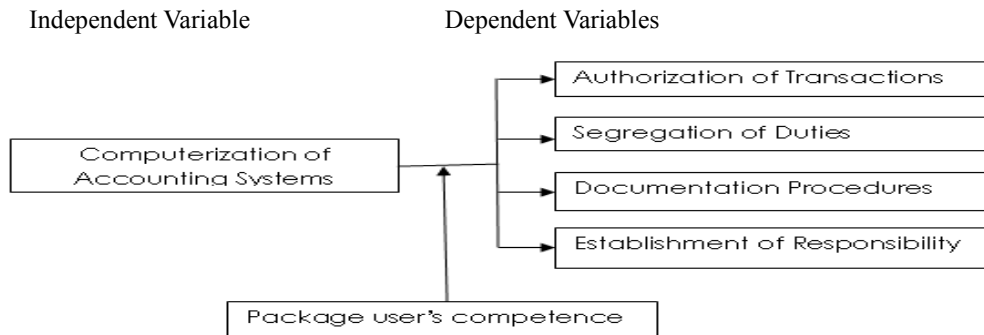 Independent Variable
Dependent Variables
Authorization of Transactions
Segregation of Duties
Computerization of
Accounting Systems
Documentation Procedures
Establishment of Responsibility
Package user's competence